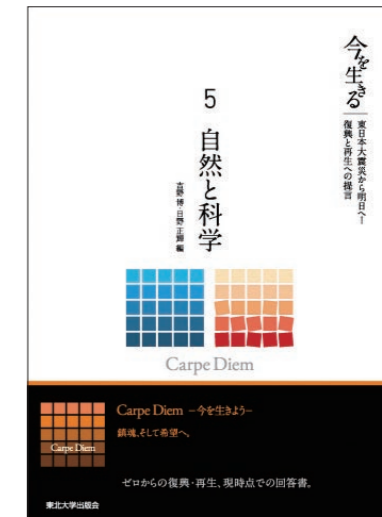 今を生きる
東日本大震災から明日へ!
復興と再生への提言
5 自然と科学
吉野 博・日野 正輝 編
Carpe Diem
Carpe Diem －今を生きよう－
鎮魂、そして希望へ。
Carpe Diem
ゼロからの復興・再生、現時点での回答書。
東北大学出版会